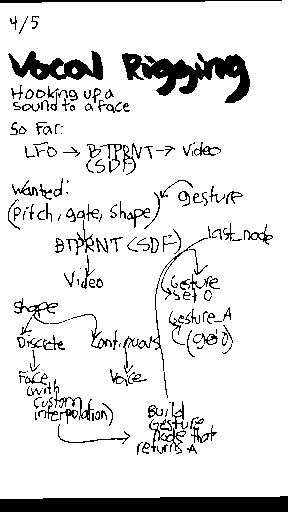 4/5
Vocal Rigging
Hooking up a
sound to a face
So Far:
LFO → BTPRNT → Video
(SDF)
Wanted:
(pitch, gate, shape)
Gesture
BTPRNT (SDF)
Video
last_node
Gesture
set 0
Gesture_A
(get 0)
Shape
Discrete
Continuous
Face
(with
custom
interpolation)
Voice
Build
Gesture
node that
returns A